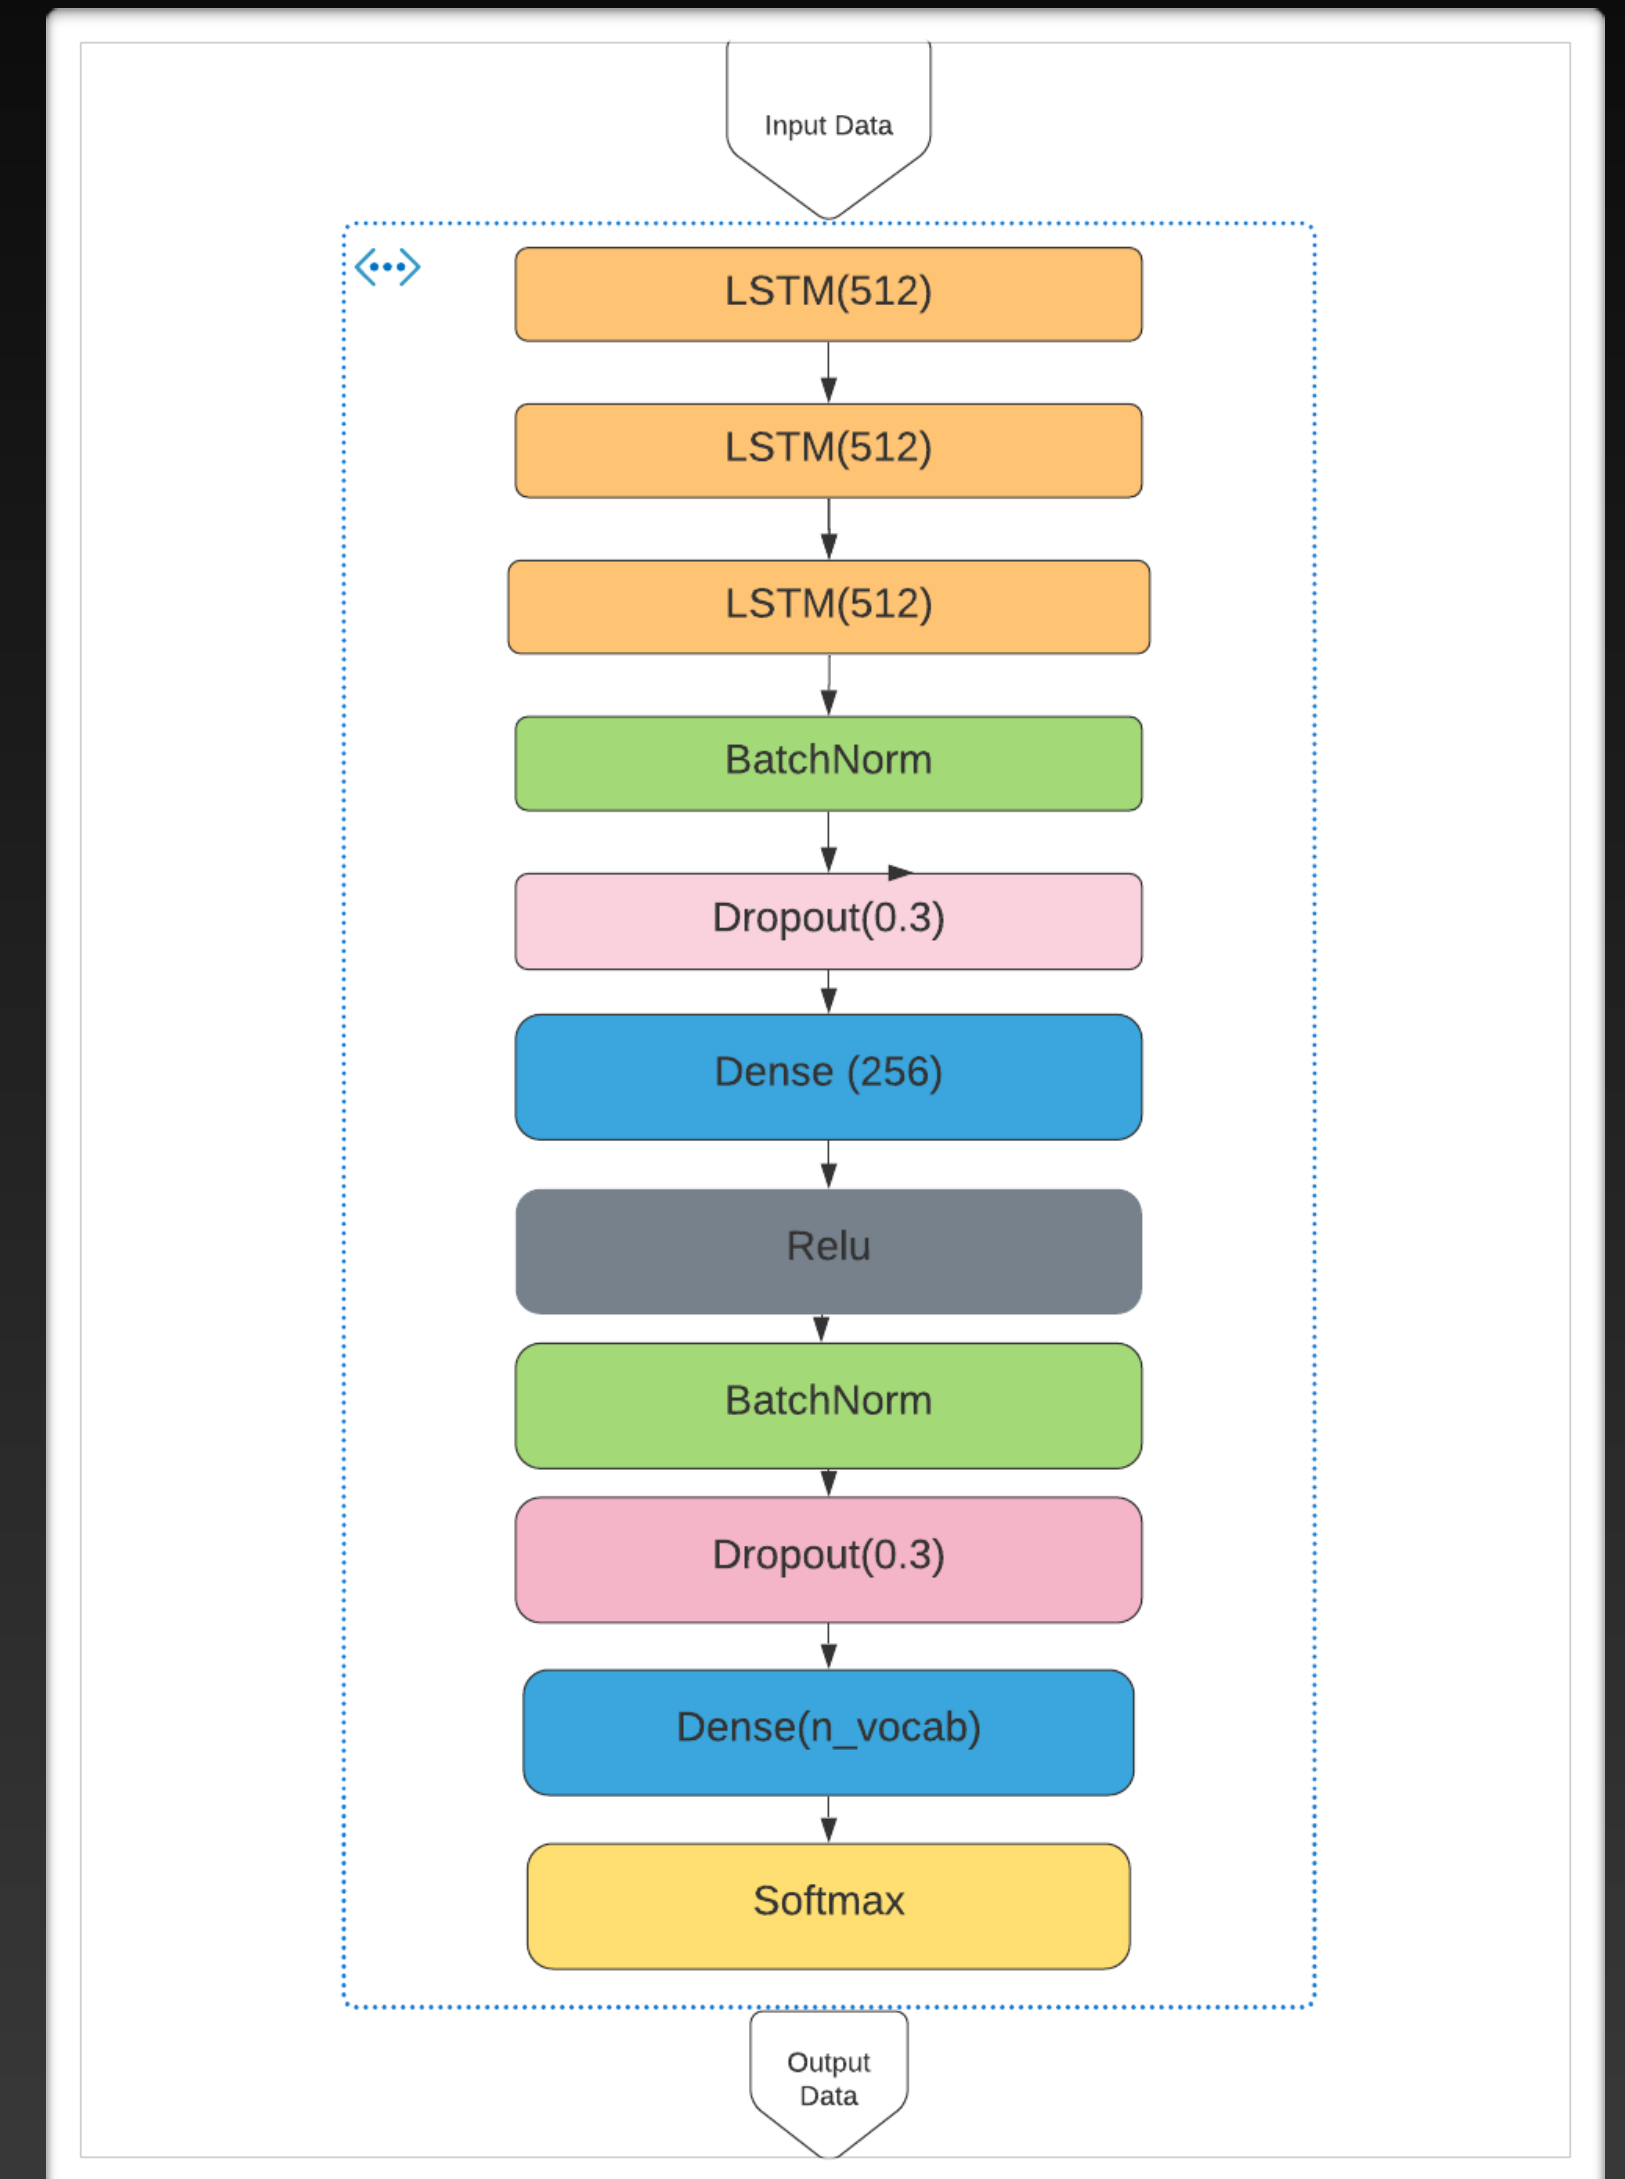 Input Data
LSTM(512)
LSTM(512)
LSTM(512)
BatchNorm
Dropout(0.3)
Dense (256)
Relu
BatchNorm
Dropout(0.3)
Dense(n_vocab)
Softmax
Output
Data